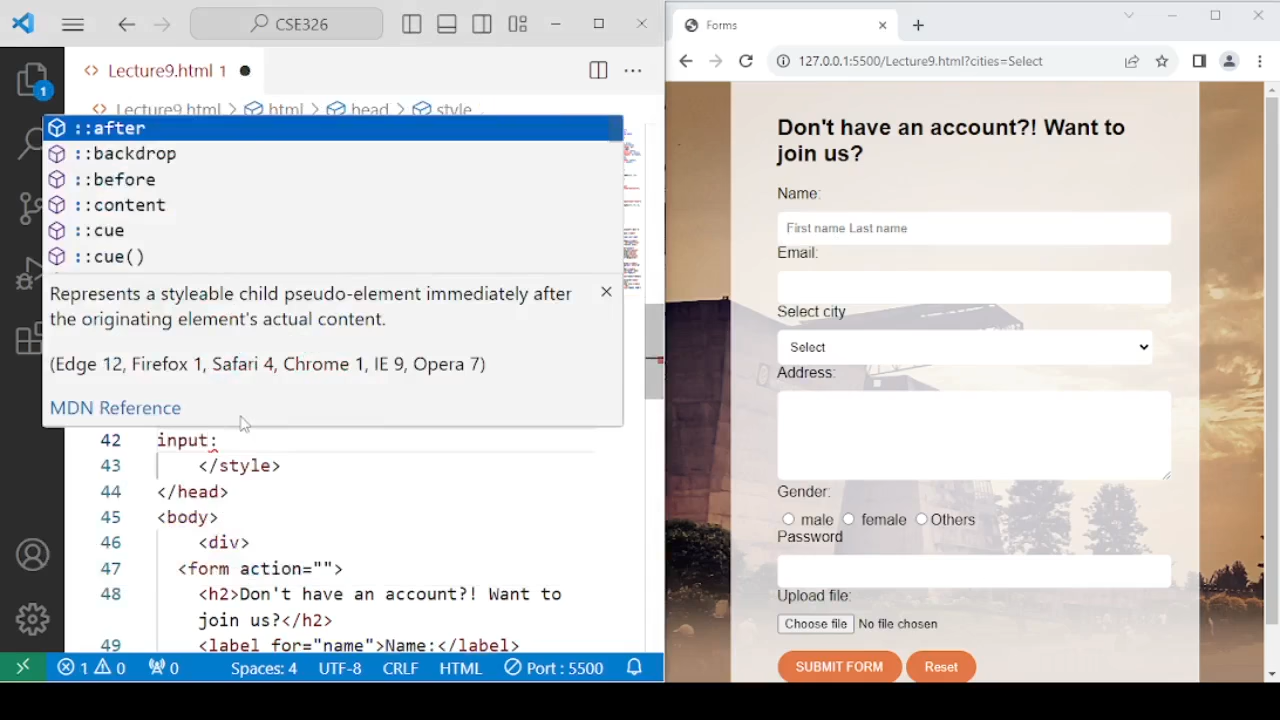 CSE326
Lecture9.html 1
Lecture9.html > html > head > style
::after
::backdrop
::before
::content
::cue
::cue()
Represents a styleable child pseudo-element immediately after
the originating element's actual content.
(Edge 12, Firefox 1, Safari 4, Chrome 1, IE 9, Opera 7)
MDN Reference
1
42 input:
43 </style>
44 </head>
45 <body>
46 <div>
47 <form action="">
48 <h2>Don't have an account?! Want to
join us?</h2>
49 <label for="name">Name:</label>
1 0 0 Spaces: 4 UTF-8 CRLF HTML Port : 5500
Forms
127.0.0.1:5500/Lecture9.html?cities=Select
Don't have an account?! Want to
join us?
Name:
First name Last name
Email:
Select city
Select
Address:
Gender:
male female Others
Password
Upload file:
Choose file No file chosen
SUBMIT FORM Reset